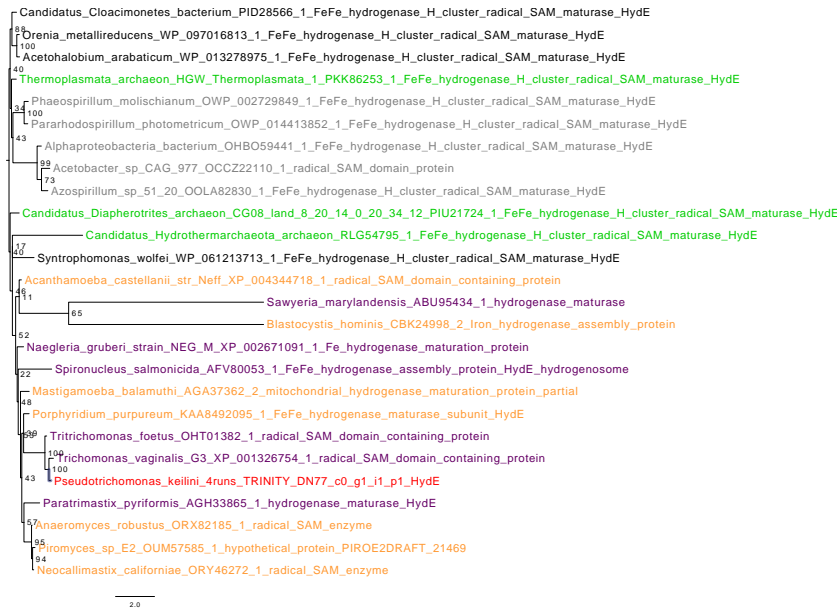 Candidatus_Cloacimonetes_bacterium_PID28566_1_FeFe_hydrogenase_H_cluster_radical_SAM_maturase_HydE
88
Orenia_metallireducens_WP_097016813_1_FeFe_hydrogenase_H_cluster_radical_SAM_maturase_HydE
100
Acetohalobium_arabaticum_WP_013278975_1_FeFe_hydrogenase_H_cluster_radical_SAM_maturase_HydE
40
Thermoplasmata_archaeon_HGW_Thermoplasmata_1_PKK86253_1_FeFe_hydrogenase_H_cluster_radical_SAM_maturase_HydE
Phaeospirillum_molischianum_OWP_002729849_1_FeFe_hydrogenase_H_cluster_radical_SAM_maturase_HydE
34
100
Pararhodospirillum_photometricum_OWP_014413852_1_FeFe_hydrogenase_H_cluster_radical_SAM_maturase_HydE
43
Alphaproteobacteria_bacterium_OHBO59441_1_FeFe_hydrogenase_H_cluster_radical_SAM_maturase_HydE
99
Acetobacter_sp_CAG_977_OCCZ22110_1_radical_SAM_domain_protein
73
Azospirillum_sp_51_20_OOLA82830_1_FeFe_hydrogenase_H_cluster_radical_SAM_maturase_HydE
Candidatus_Diapherotrites_archaeon_CG08_land_8_20_14_0_20_34_12_PIU21724_1_FeFe_hydrogenase_H_cluster_radical_SAM_maturase_HydE
Candidatus_Hydrothermarchaeota_archaeon_RLG54795_1_FeFe_hydrogenase_H_cluster_radical_SAM_maturase_HydE
17
40
Syntrophomonas_wolfei_WP_061213713_1_FeFe_hydrogenase_H_cluster_radical_SAM_maturase_HydE
Acanthamoeba_castellanii_str_Neff_XP_004344718_1_radical_SAM_domain_containing_protein
46
11
Sawyeria_marylandensis_ABU95434_1_hydrogenase_maturase
65
Blastocystis_hominis_CBK24998_2_Iron_hydrogenase_assembly_protein
52
Naegleria_gruberi_strain_NEG_M_XP_002671091_1_Fe_hydrogenase_maturation_protein
Spironucleus_salmonicida_AFV80053_1_FeFe_hydrogenase_assembly_protein_HydE_hydrogenosome
22
Mastigamoeba_balamuthi_AGA37362_2_mitochondrial_hydrogenase_maturation_protein_partial
48
Porphyridium_purpureum_KAA8492095_1_FeFe_hydrogenase_maturase_subunit_HydE
Tritrichomonas_foetus_OHT01382_1_radical_SAM_domain_containing_protein
100
Trichomonas_vaginalis_G3_XP_001326754_1_radical_SAM_domain_containing_protein
100
43
Pseudotrichomonas_keilini_4runs_TRINITY_DN77_c0_g1_i1_p1_HydE
Paratrimastix_pyriformis_AGH33865_1_hydrogenase_maturase_HydE
57
Anaeromyces_robustus_ORX82185_1_radical_SAM_enzyme
95
Piromyces_sp_E2_OUM57585_1_hypothetical_protein_PIROE2DRAFT_21469
94
Neocallimastix_californiae_ORY46272_1_radical_SAM_enzyme
2.0